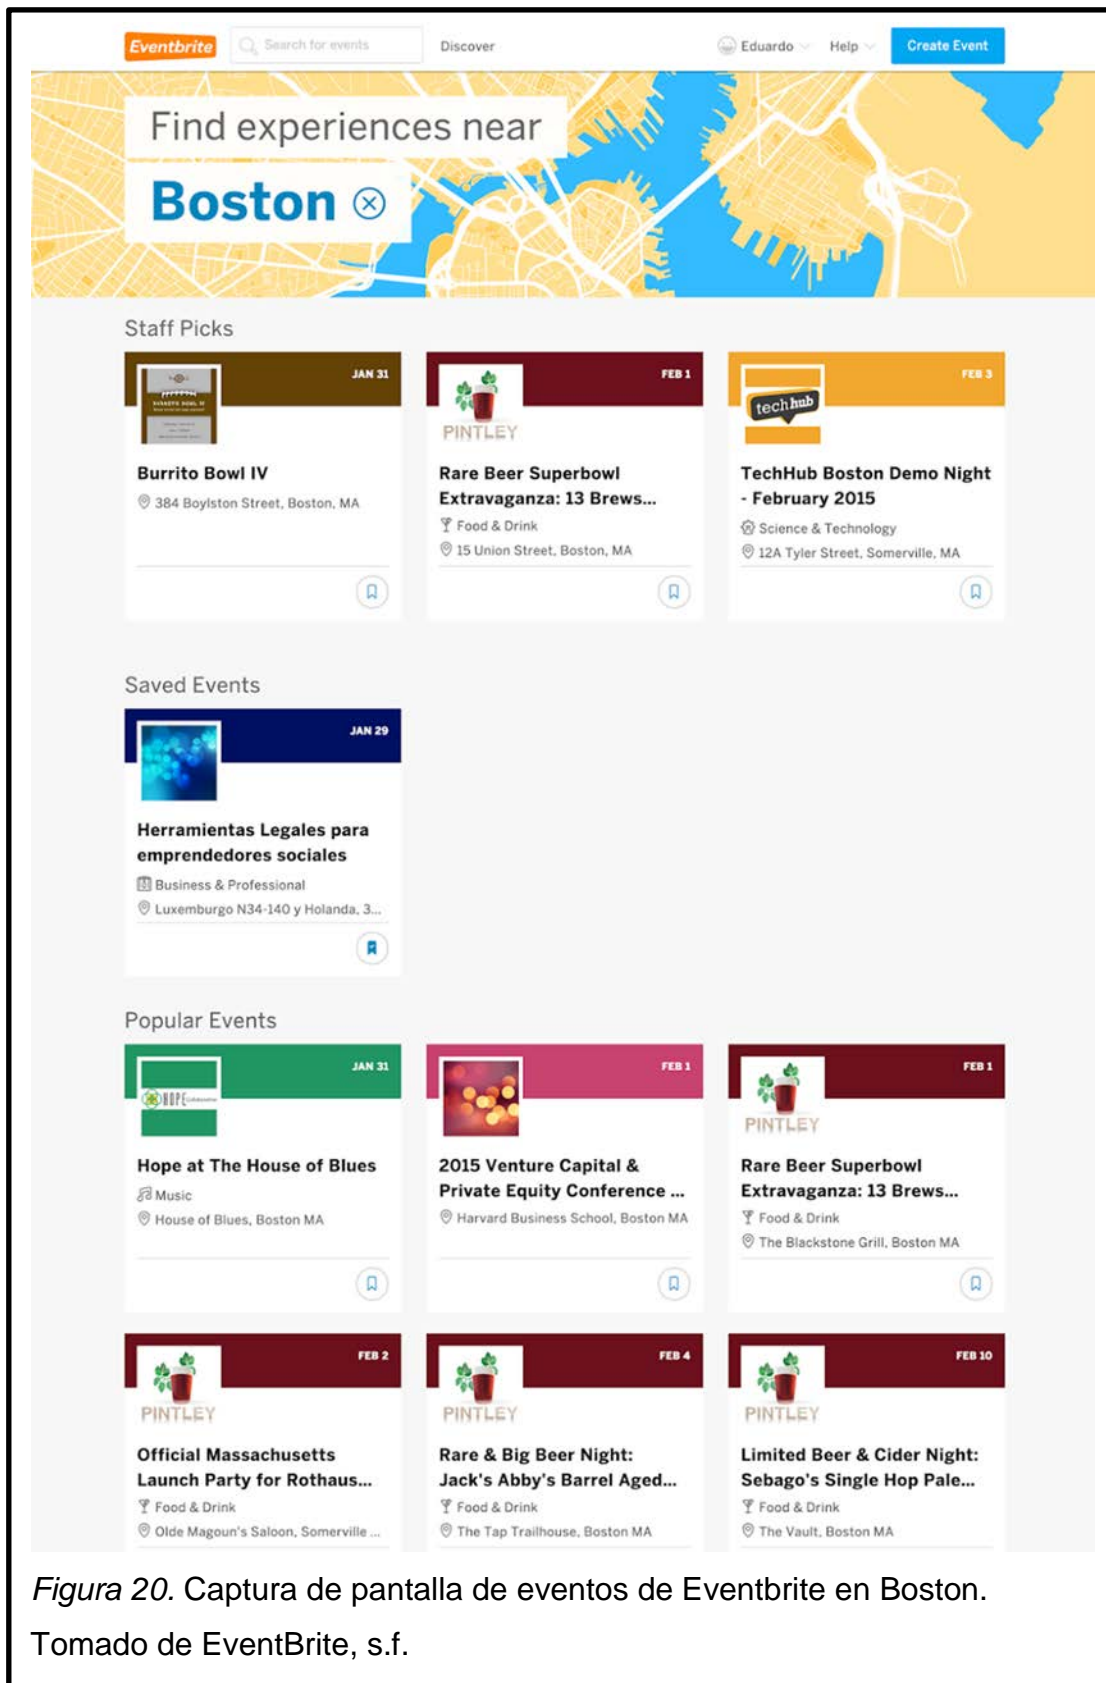 Eventbrite
Search for events
Discover
Eduardo
Help
Create Event
Find experiences near
Boston
Staff Picks
JAN 31
Burrito Bowl IV
384 Boylston Street, Boston, MA
FEB 1
PINTLEY
Rare Beer Superbowl
Extravaganza: 13 Brews...
Food & Drink
15 Union Street, Boston, MA
FEB 3
techhub
TechHub Boston Demo Night
- February 2015
Science & Technology
12A Tyler Street, Somerville, MA
Saved Events
JAN 29
Herramientas Legales para
emprendedores sociales
Business & Professional
Luxemburgo N34-140 y Holanda, 3...
Popular Events
JAN 31
HOPE
Hope at The House of Blues
Music
House of Blues, Boston MA
FEB 1
2015 Venture Capital &
Private Equity Conference ...
Harvard Business School, Boston MA
FEB 1
PINTLEY
Rare Beer Superbowl
Extravaganza: 13 Brews...
Food & Drink
The Blackstone Grill, Boston MA
FEB 2
PINTLEY
Official Massachusetts
Launch Party for Rothaus...
Food & Drink
Olde Magoun's Saloon, Somerville ...
FEB 4
PINTLEY
Rare & Big Beer Night:
Jack's Abby's Barrel Aged...
Food & Drink
The Tap Trailhouse, Boston MA
FEB 10
PINTLEY
Limited Beer & Cider Night:
Sebago's Single Hop Pale...
Food & Drink
The Vault, Boston MA
Figura 20. Captura de pantalla de eventos de Eventbrite en Boston.
Tomado de EventBrite, s.f.